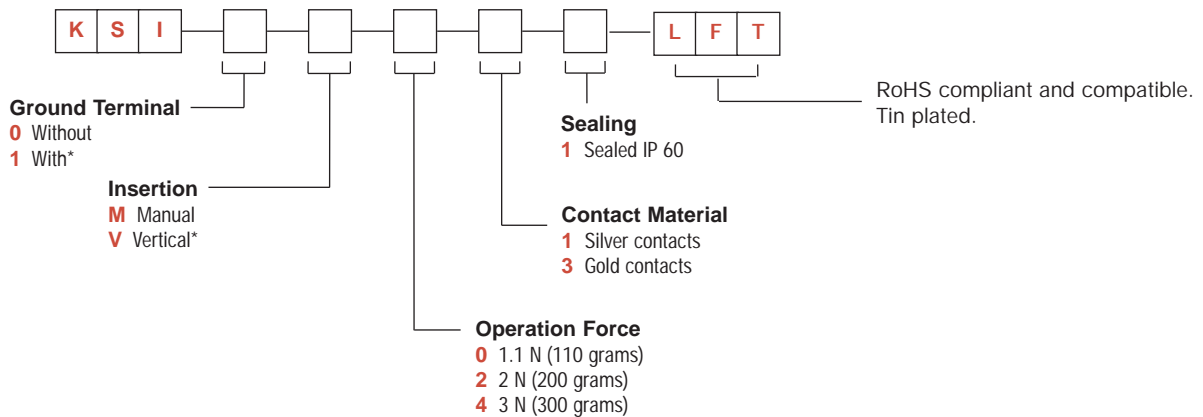 K S I L F T
RoHS compliant and compatible.
Tin plated.
Ground Terminal
0 Without
1 With*
Sealing
1 Sealed IP 60
Insertion
M Manual
V Vertical*
Contact Material
1 Silver contacts
3 Gold contacts
Operation Force
0 1.1 N (110 grams)
2 2 N (200 grams)
4 3 N (300 grams)